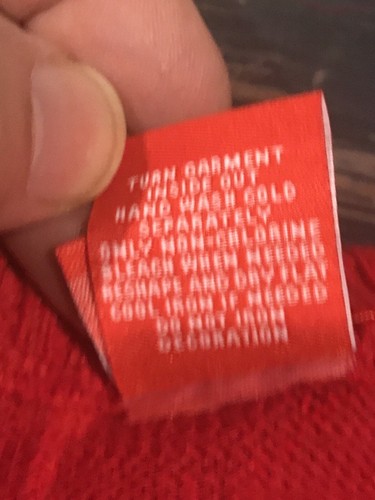 TURN GARMENT
INSIDE OUT
HAND WASH COLD
SEPARATELY
ONLY NON-CHLORINE
BLEACH WHEN NEEDED
RESHAPE AND DRY FLAT
COOL IRON IF NEEDED
DO NOT IRON
DECORATION